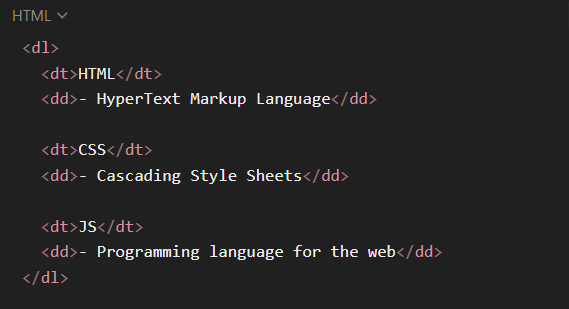 HTML
<dl>
<dt>HTML</dt>
<dd>- HyperText Markup Language</dd>
<dt>CSS</dt>
<dd>- Cascading Style Sheets</dd>
<dt>JS</dt>
<dd>- Programming language for the web</dd>
</dl>